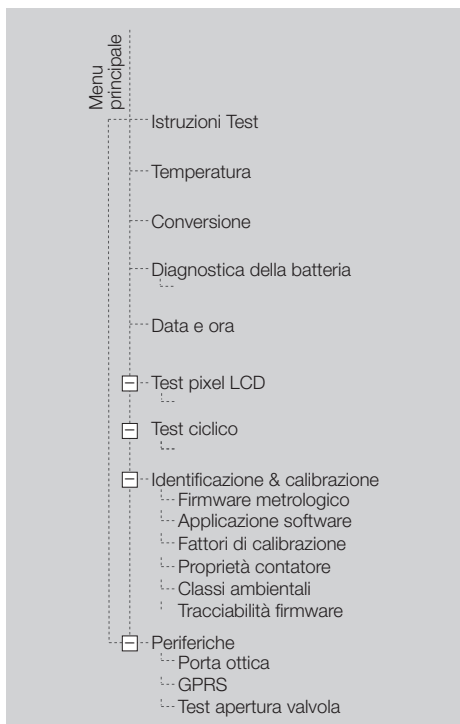 Menu
principale
Istruzioni Test
Temperatura
Conversione
Diagnostica della batteria
Data e ora
Test pixel LCD
Test ciclico
Identificazione & calibrazione
Firmware metrologico
Applicazione software
Fattori di calibrazione
Proprietà contatore
Classi ambientali
Tracciabilità firmware
Periferiche
Porta ottica
GPRS
Test apertura valvola